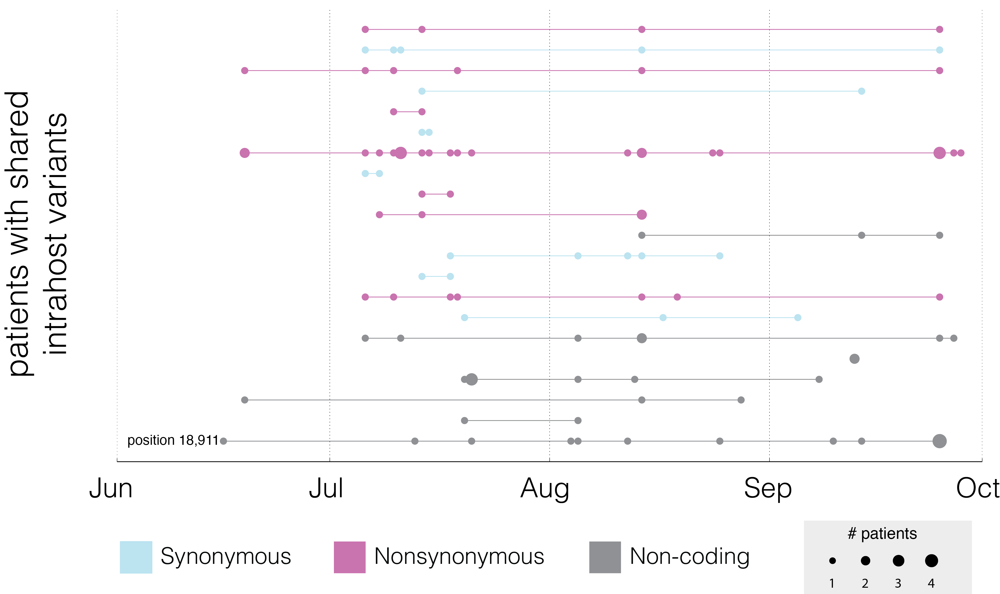 patients with shared
intrahost variants
position 18,911
Jun Jul Aug Sep Oct
Synonymous Nonsynonymous Non-coding
# patients
1 2 3 4